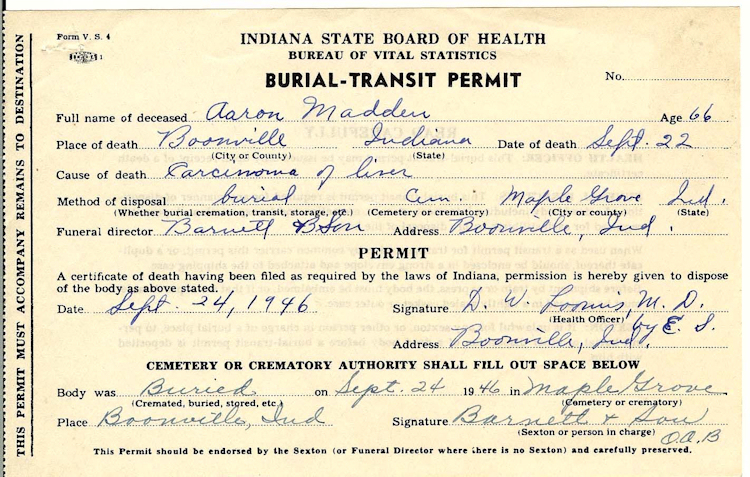 Form V. S. 4
INDIANA STATE BOARD OF HEALTH
BUREAU OF VITAL STATISTICS
BURIAL-TRANSIT PERMIT
No.
Full name of deceased Aaron Madden Age 66
Place of death Boonville Indiana Date of death Sept. 22
(City or County) (State)
Cause of death Carcinoma of liver
Method of disposal burial Cem. Maple Grove Ind.
(Whether burial cremation, transit, storage, etc.) (Cemetery or crematory) (City or county) (State)
Funeral director Barnett & Son Address Boonville, Ind.
PERMIT
A certificate of death having been filed as required by the laws of Indiana, permission is hereby given to dispose
of the body as above stated.
Date Sept. 24, 1946 Signature D. W. Loomis, M. D.
(Health Officer) by E. S.
Address Boonville, Ind.
CEMETERY OR CREMATORY AUTHORITY SHALL FILL OUT SPACE BELOW
Body was Buried on Sept. 24 1946 in Maple Grove
(Cremated, buried, stored, etc.) (Cemetery or crematory)
Place Boonville, Ind Signature Barnett & Son
(Sexton or person in charge) O.A.B
This Permit should be endorsed by the Sexton (or Funeral Director where there is no Sexton) and carefully preserved.
THIS PERMIT MUST ACCOMPANY REMAINS TO DESTINATION